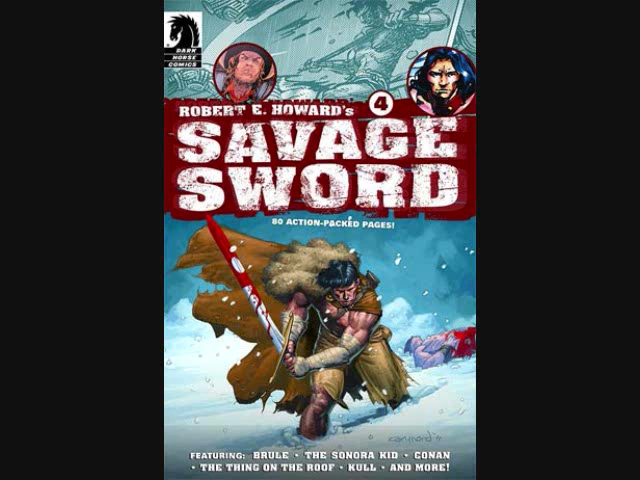 DARK
HORSE
COMICS
4
ROBERT E. HOWARD's
SAVAGE
SWORD
80 ACTION-PACKED PAGES!
FEATURING: BRULE • THE SONORA KID • CONAN
• THE THING ON THE ROOF • KULL • AND MORE!